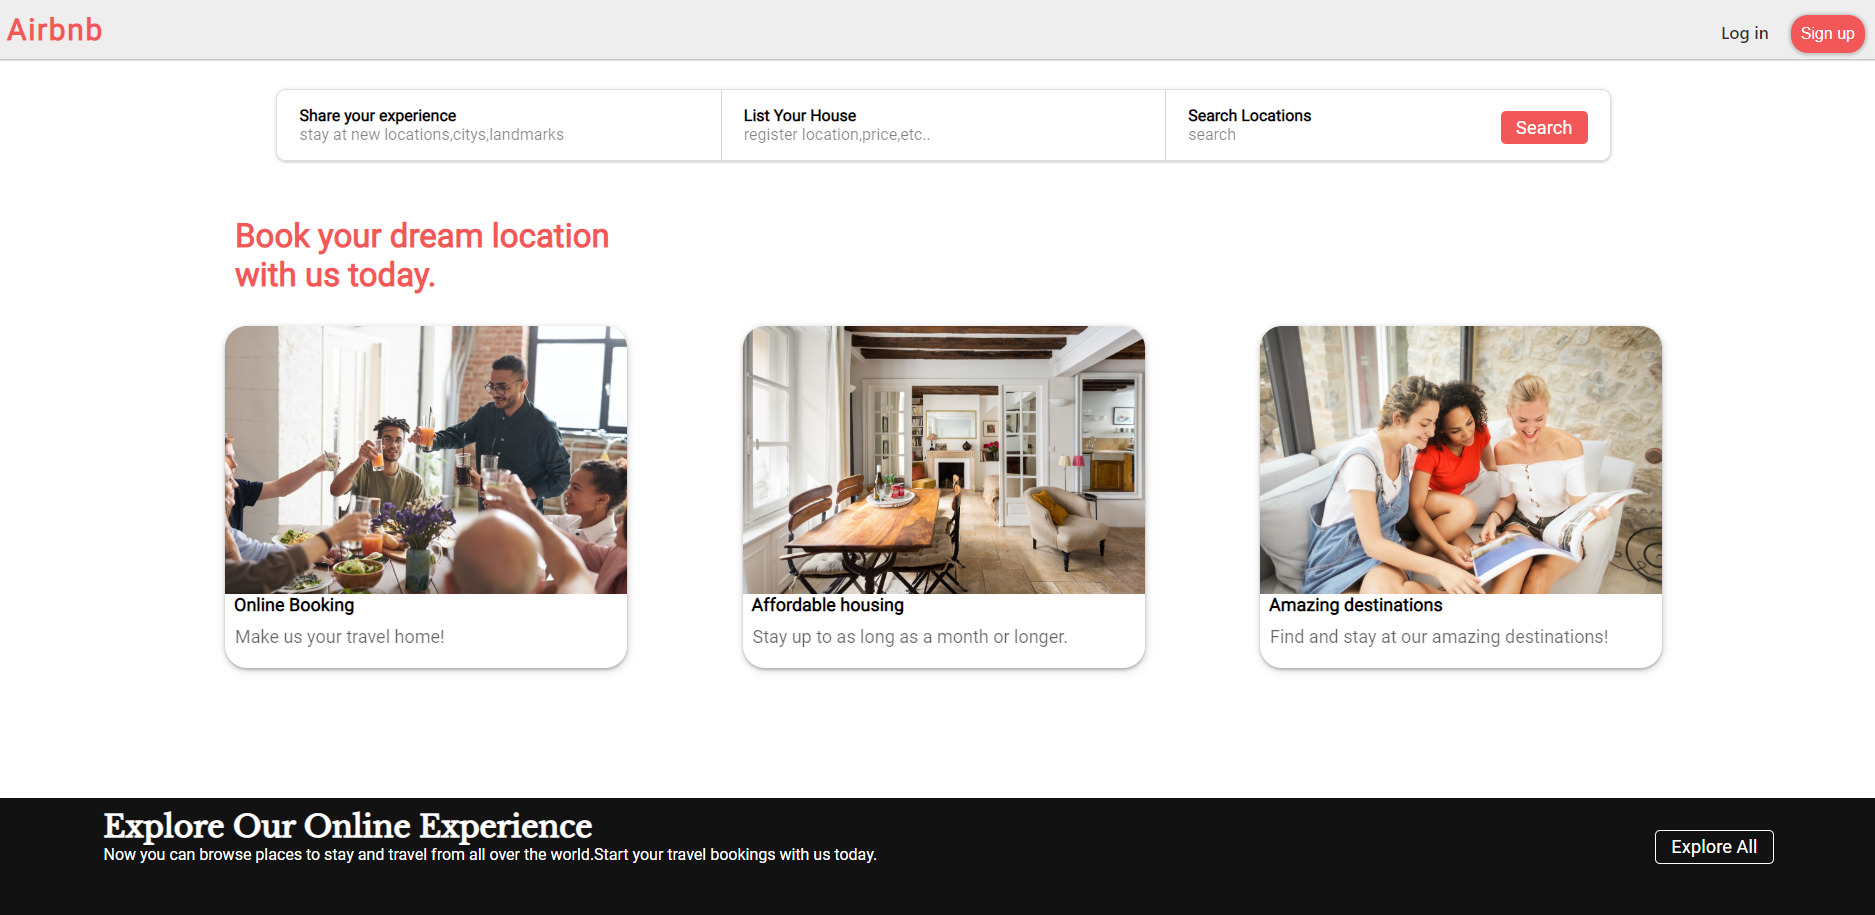 Airbnb
Log in
Sign up
Share your experience
stay at new locations,citys,landmarks
List Your House
register location,price,etc..
Search Locations
search
Search
Book your dream location
with us today.
Online Booking
Make us your travel home!
Affordable housing
Stay up to as long as a month or longer.
Amazing destinations
Find and stay at our amazing destinations!
Explore Our Online Experience
Now you can browse places to stay and travel from all over the world.Start your travel bookings with us today.
Explore All